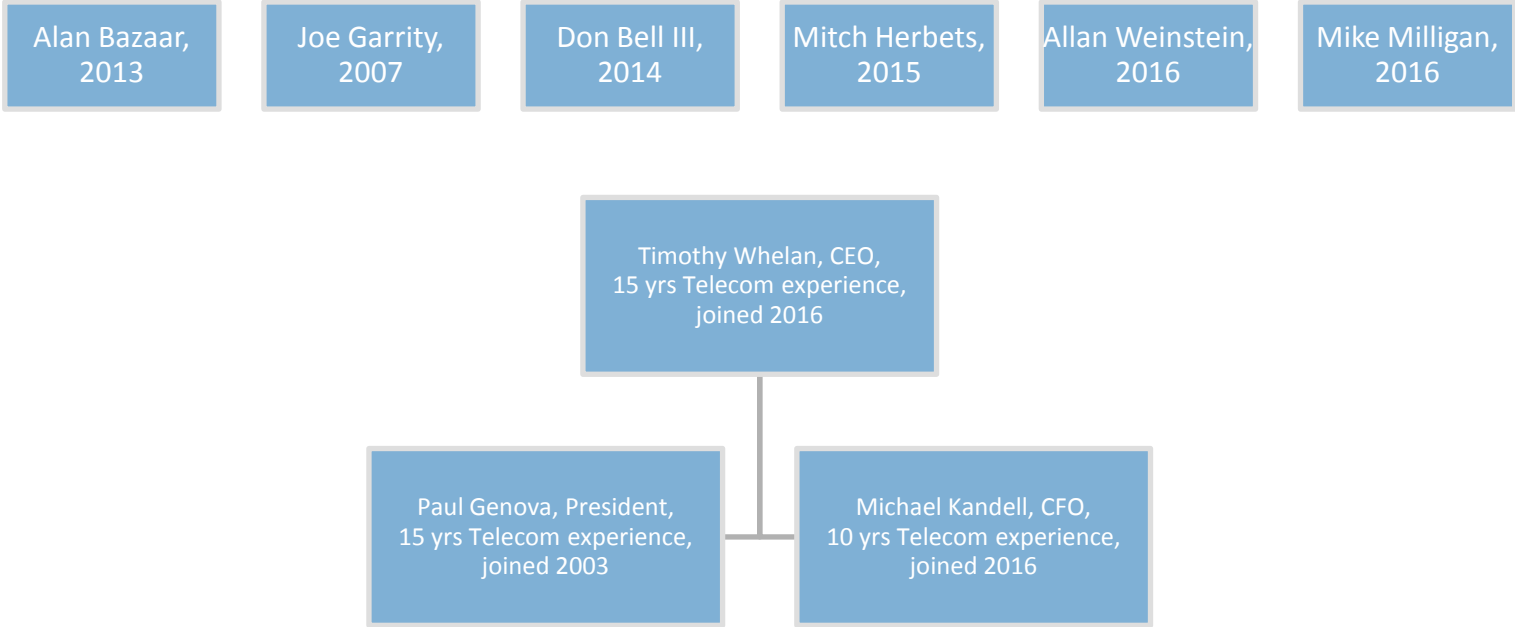 Alan Bazaar,
2013
Joe Garrity,
2007
Don Bell III,
2014
Mitch Herbets,
2015
Allan Weinstein,
2016
Mike Milligan,
2016
Timothy Whelan, CEO,
15 yrs Telecom experience,
joined 2016
Paul Genova, President,
15 yrs Telecom experience,
joined 2003
Michael Kandell, CFO,
10 yrs Telecom experience,
joined 2016